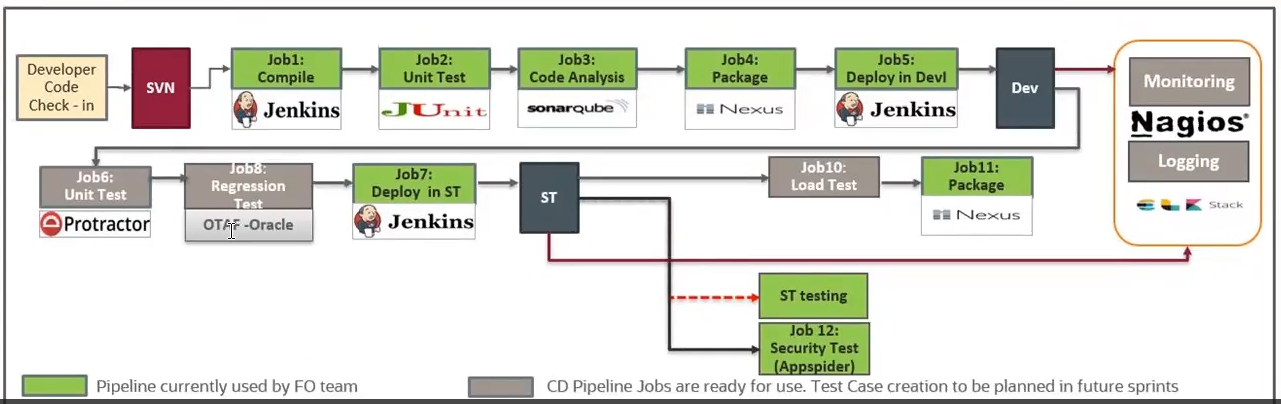 Developer
Code
Check - in
SVN
Job1:
Compile
Jenkins
Job2:
Unit Test
JUnit
Job3:
Code Analysis
sonarqube
Job4:
Package
Nexus
Job5:
Deploy in Devl
Jenkins
Dev
Monitoring
Nagios®
Logging
Stack
Job6:
Unit Test
Protractor
Job8:
Regression
Test
OTAF -Oracle
Job7:
Deploy in ST
Jenkins
ST
Job10:
Load Test
Job11:
Package
Nexus
ST testing
Job 12:
Security Test
(Appspider)
Pipeline currently used by FO team
CD Pipeline Jobs are ready for use. Test Case creation to be planned in future sprints